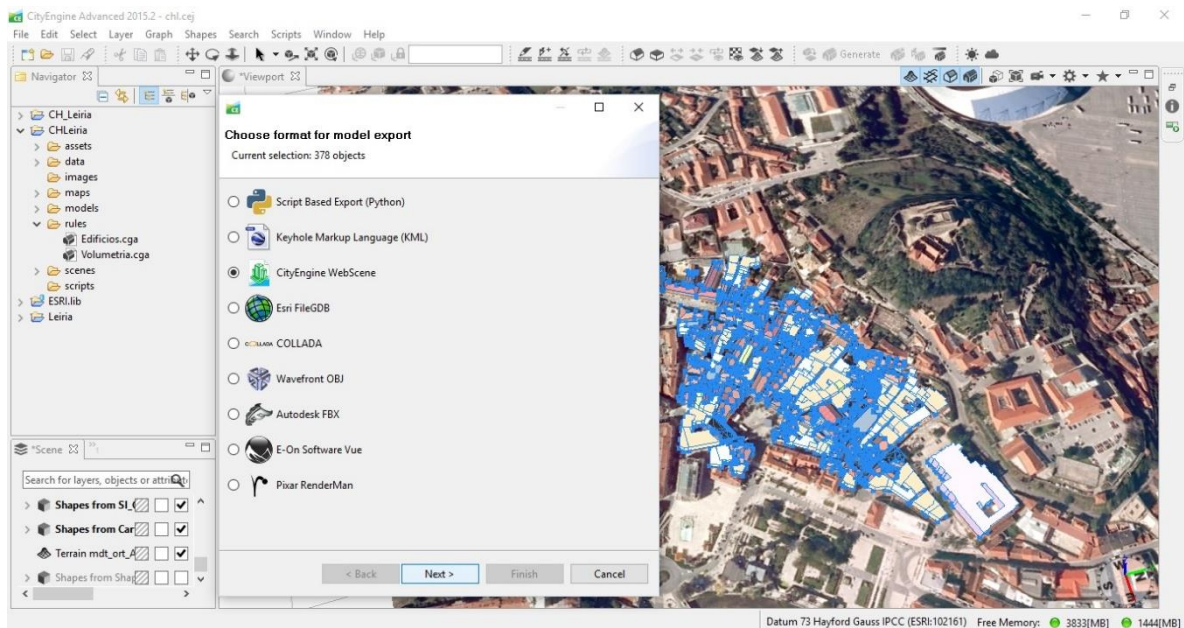 CityEngine Advanced 2015.2 - chl.cej
File Edit Select Layer Graph Shapes Search Scripts Window Help
Generate
Navigator
CH_Leiria
CHLeiria
assets
data
images
maps
models
rules
Edificios.cga
Volumetria.cga
scenes
scripts
ESRI.lib
Leiria
*Viewport
Choose format for model export
Current selection: 378 objects
Script Based Export (Python)
Keyhole Markup Language (KML)
CityEngine WebScene
Esri FileGDB
COLLADA COLLADA
Wavefront OBJ
Autodesk FBX
E-On Software Vue
Pixar RenderMan
< Back Next > Finish Cancel
*Scene
Search for layers, objects or attribut
Shapes from SI_
Shapes from Car
Terrain mdt_ort_A
Shapes from Shap
Datum 73 Hayford Gauss IPCC (ESRI:102161) Free Memory: 3833[MB] 1444[MB]